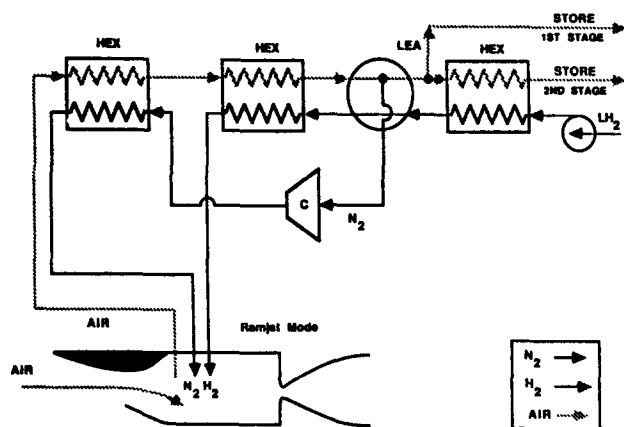 STORE
1ST STAGE
HEX
HEX
LEA
HEX
STORE
2ND STAGE
LH2
C
N2
AIR
Ramjet Mode
AIR
N2 H2
N2
H2
AIR